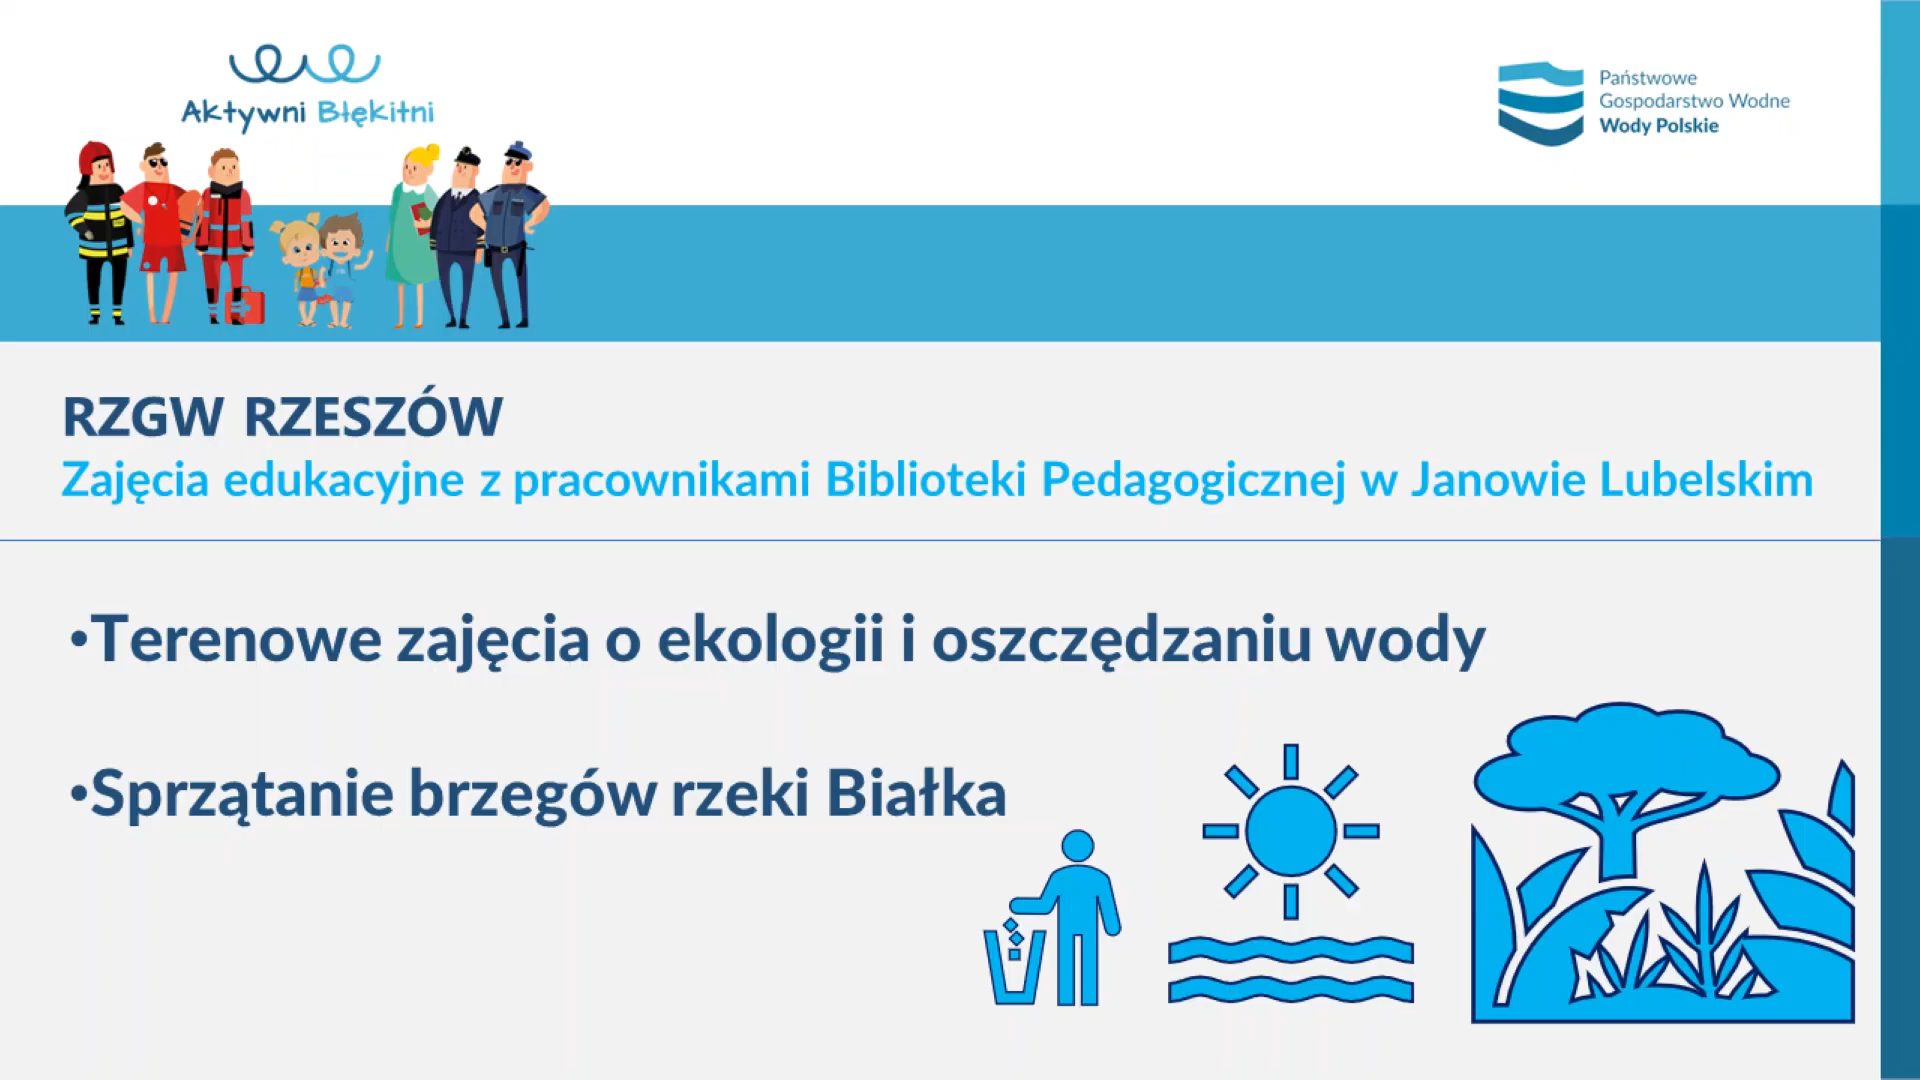 Aktywni Błękitni
Państwowe
Gospodarstwo Wodne
Wody Polskie
RZGW RZESZÓW
Zajęcia edukacyjne z pracownikami Biblioteki Pedagogicznej w Janowie Lubelskim
•Terenowe zajęcia o ekologii i oszczędzaniu wody
•Sprzątanie brzegów rzeki Białka